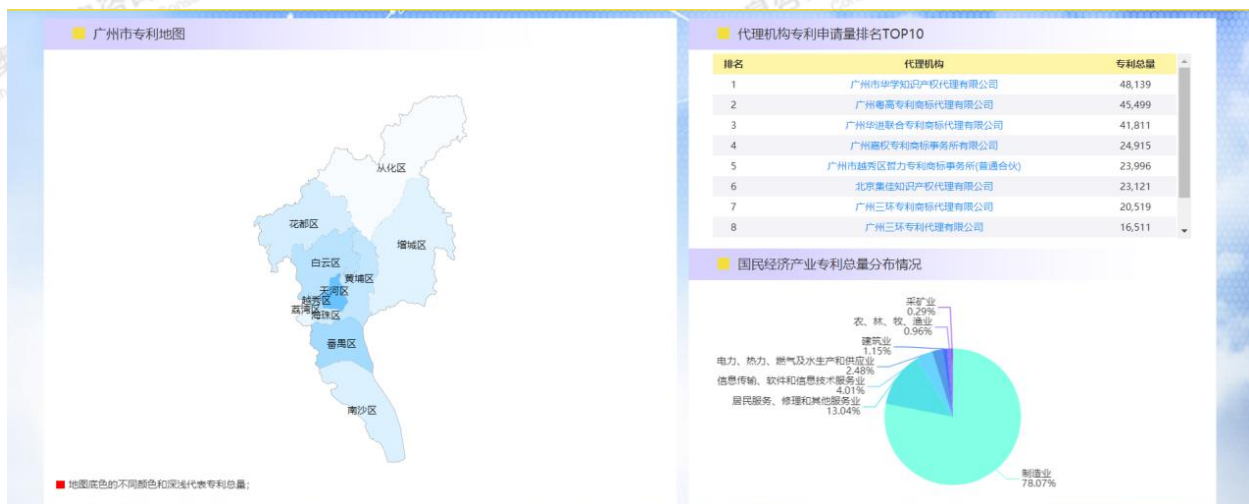 广州市专利地图
从化区
花都区
增城区
白云区
黄埔区
天河区
越秀区
荔湾区
海珠区
番禺区
南沙区
地图底色的不同颜色和深浅代表专利总量;
代理机构专利申请量排名TOP10
排名 代理机构 专利总量
1 广州市华学知识产权代理有限公司 48,139
2 广州粤高专利商标代理有限公司 45,499
3 广州华进联合专利商标代理有限公司 41,811
4 广州嘉权专利商标事务所有限公司 24,915
5 广州市越秀区哲力专利商标事务所(普通合伙) 23,996
6 北京集佳知识产权代理有限公司 23,121
7 广州三环专利商标代理有限公司 20,519
8 广州三环专利代理有限公司 16,511
国民经济产业专利总量分布情况
采矿业
0.29%
农、林、牧、渔业
0.96%
建筑业
1.15%
电力、热力、燃气及水生产和供应业
2.48%
信息传输、软件和信息技术服务业
4.01%
居民服务、修理和其他服务业
13.04%
制造业
78.07%